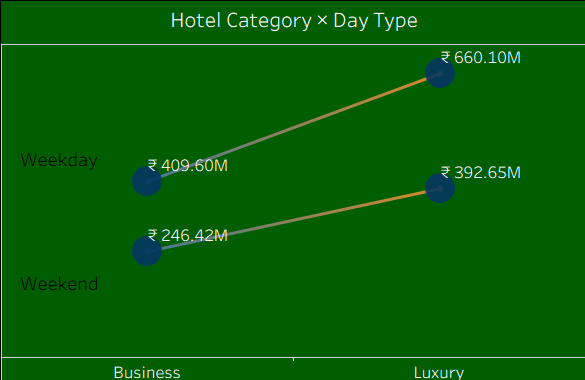 Hotel Category × Day Type
₹ 660.10M
Weekday
₹ 409.60M
₹ 392.65M
₹ 246.42M
Weekend
Business
Luxury